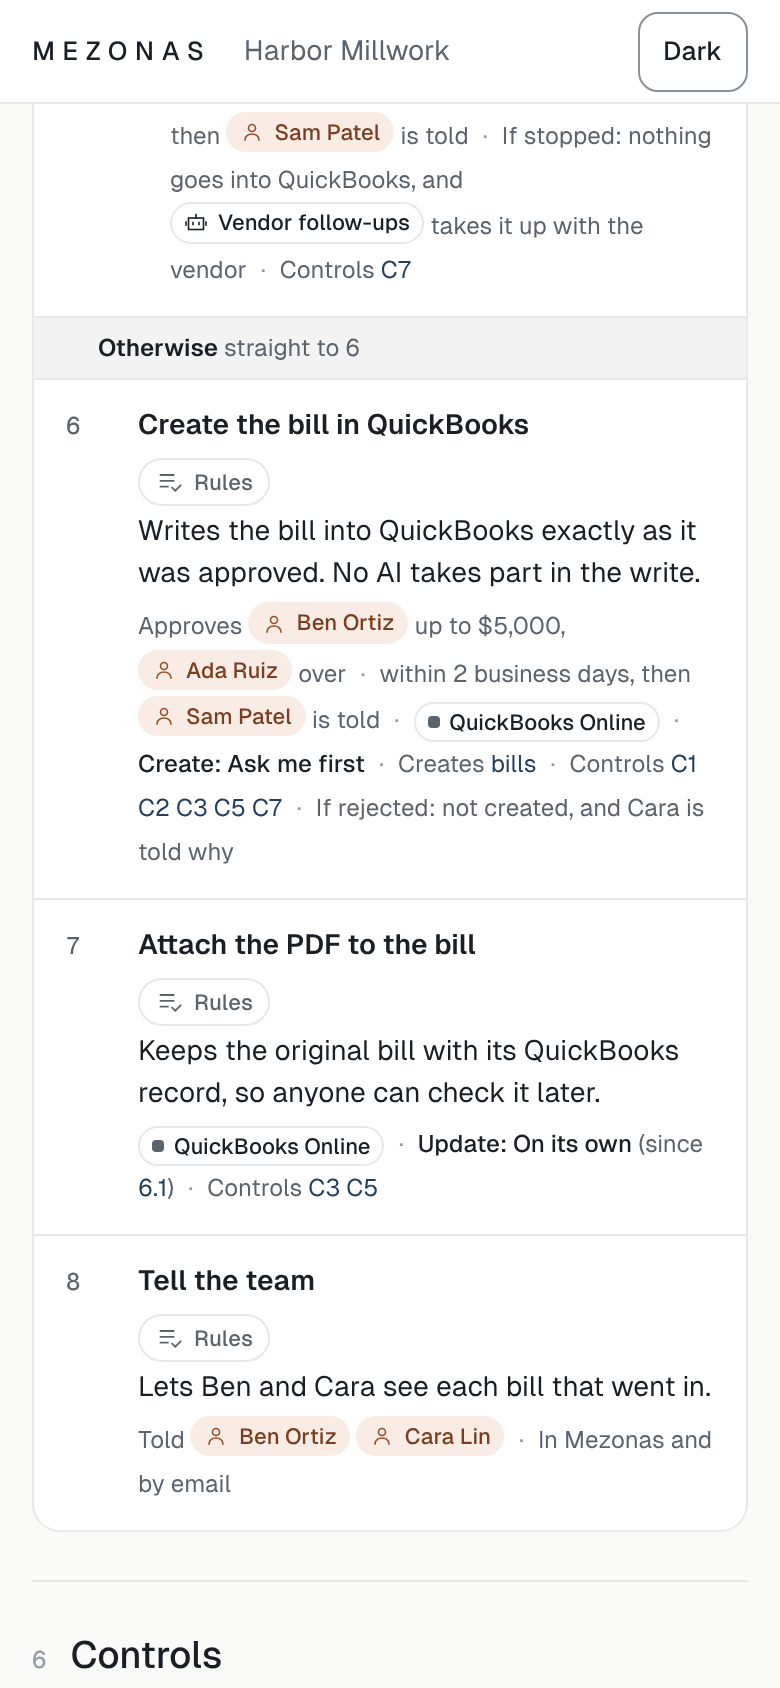 MEZONAS Harbor Millwork Dark
then Sam Patel is told · If stopped: nothing
goes into QuickBooks, and
Vendor follow-ups takes it up with the
vendor · Controls C7
Otherwise straight to 6
6 Create the bill in QuickBooks
Rules
Writes the bill into QuickBooks exactly as it
was approved. No AI takes part in the write.
Approves Ben Ortiz up to $5,000,
Ada Ruiz over · within 2 business days, then
Sam Patel is told · QuickBooks Online ·
Create: Ask me first · Creates bills · Controls C1
C2 C3 C5 C7 · If rejected: not created, and Cara is
told why
7 Attach the PDF to the bill
Rules
Keeps the original bill with its QuickBooks
record, so anyone can check it later.
QuickBooks Online · Update: On its own (since
6.1) · Controls C3 C5
8 Tell the team
Rules
Lets Ben and Cara see each bill that went in.
Told Ben Ortiz Cara Lin · In Mezonas and
by email
6 Controls